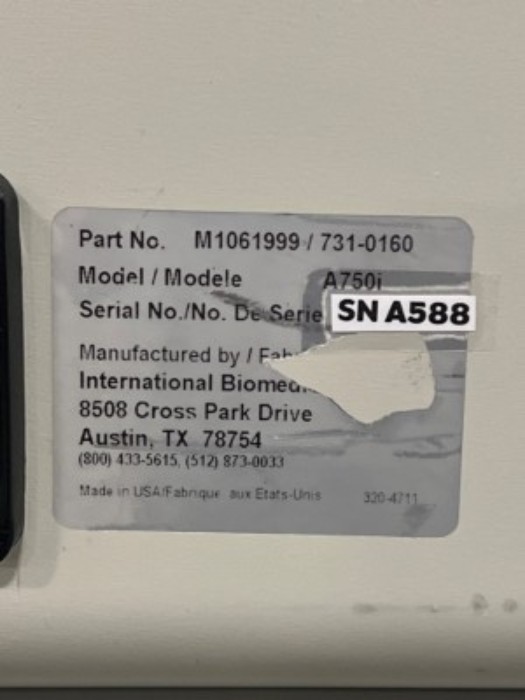 Part No. M1061999 / 731-0160
Model / Modele A750i
Serial No./No. De Serie SN A588
Manufactured by /
International
8508 Cross Park Drive
Austin, TX 78754
(800) 433-5615, (512) 873-0033
Made in USA/Fabrique aux Etats-Unis 320-4711